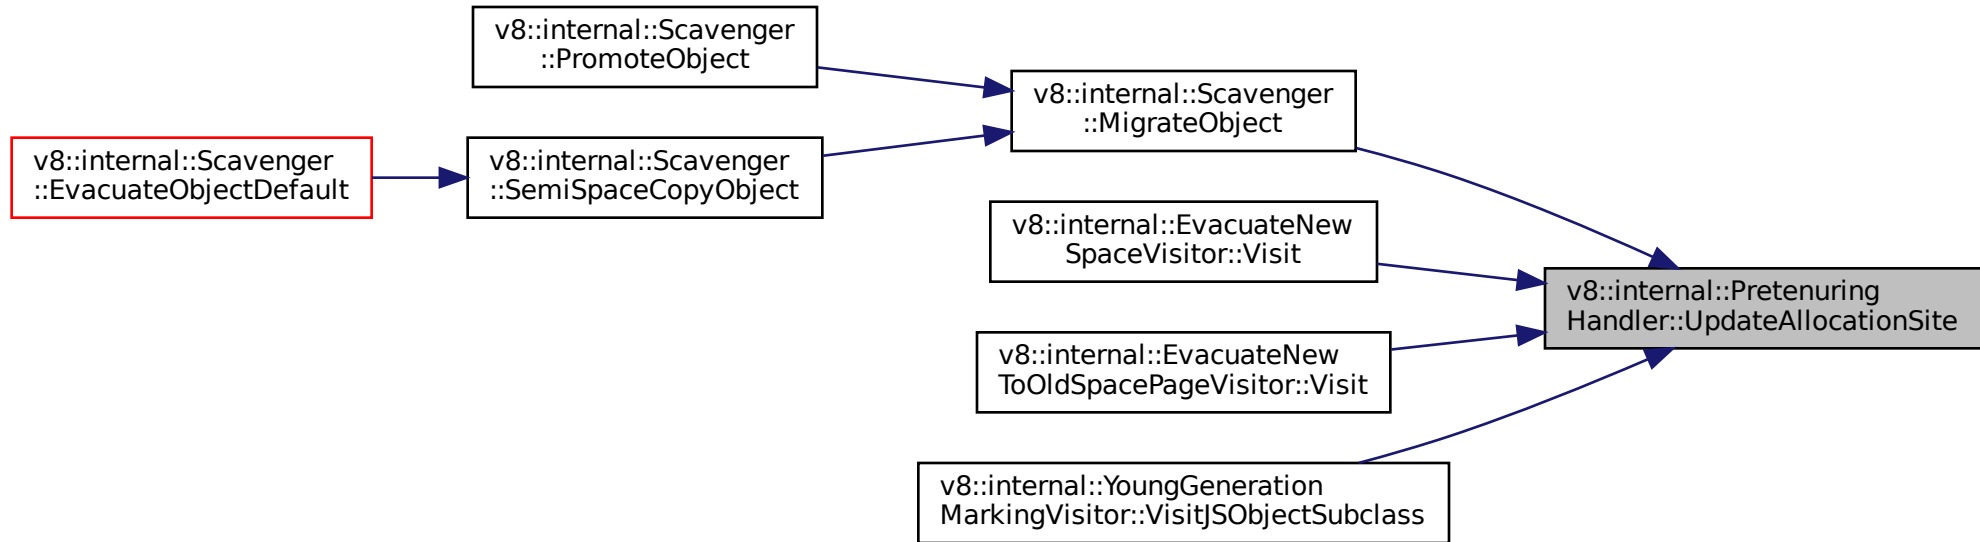 v8::internal::Scavenger
::PromoteObject
v8::internal::Scavenger
::MigrateObject
v8::internal::Scavenger
::EvacuateObjectDefault
v8::internal::Scavenger
::SemiSpaceCopyObject
v8::internal::EvacuateNew
SpaceVisitor::Visit
v8::internal::Pretenuring
Handler::UpdateAllocationSite
v8::internal::EvacuateNew
ToOldSpacePageVisitor::Visit
v8::internal::YoungGeneration
MarkingVisitor::VisitJSObjectSubclass